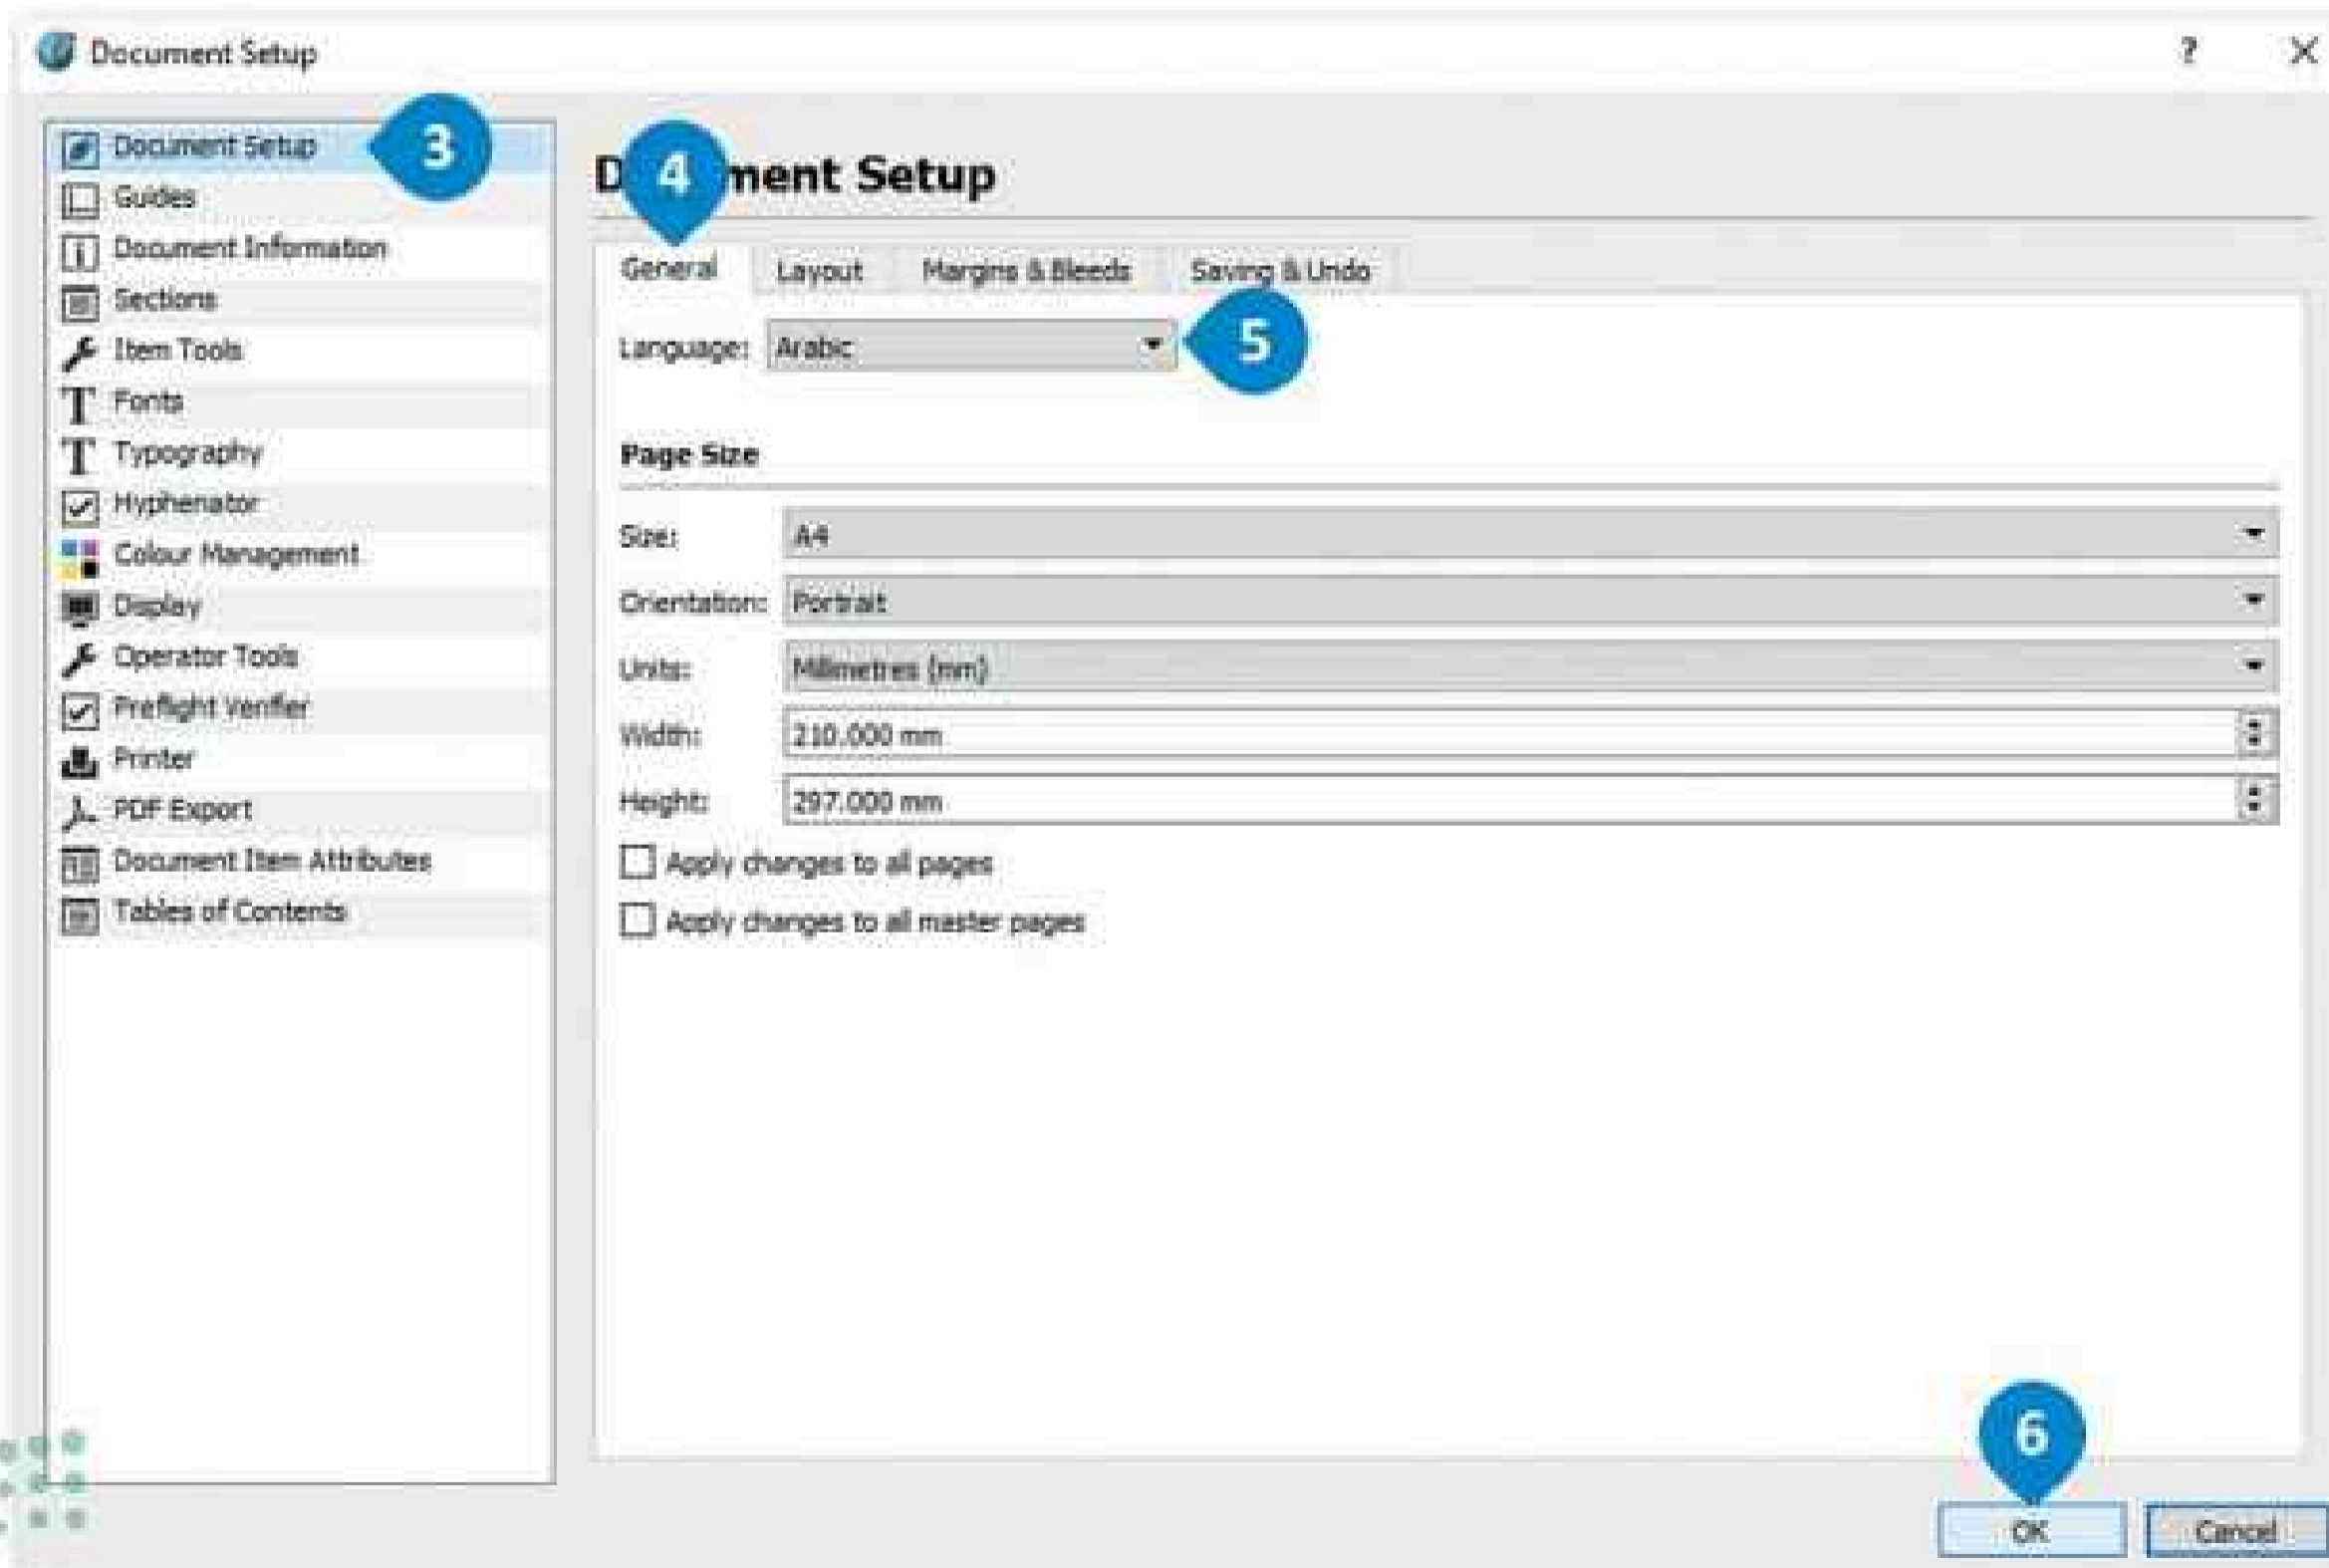 Document Setup
?
Document Setup
3
Guides
Document Information
Sections
Item Tools
Fonts
Typography
Hyphenator
Colour Management
Display
Operator Tools
Preflight Verifier
Printer
PDF Export
Document Item Attributes
Tables of Contents
4
Document Setup
General Layout Margins & Bleeds Saving & Undo
Language: Arabic
5
Page Size
Size: A4
Orientation: Portrait
Units: Millimetres (mm)
Width: 210.000 mm
Height: 297.000 mm
Apply changes to all pages
Apply changes to all master pages
6
OK Cancel